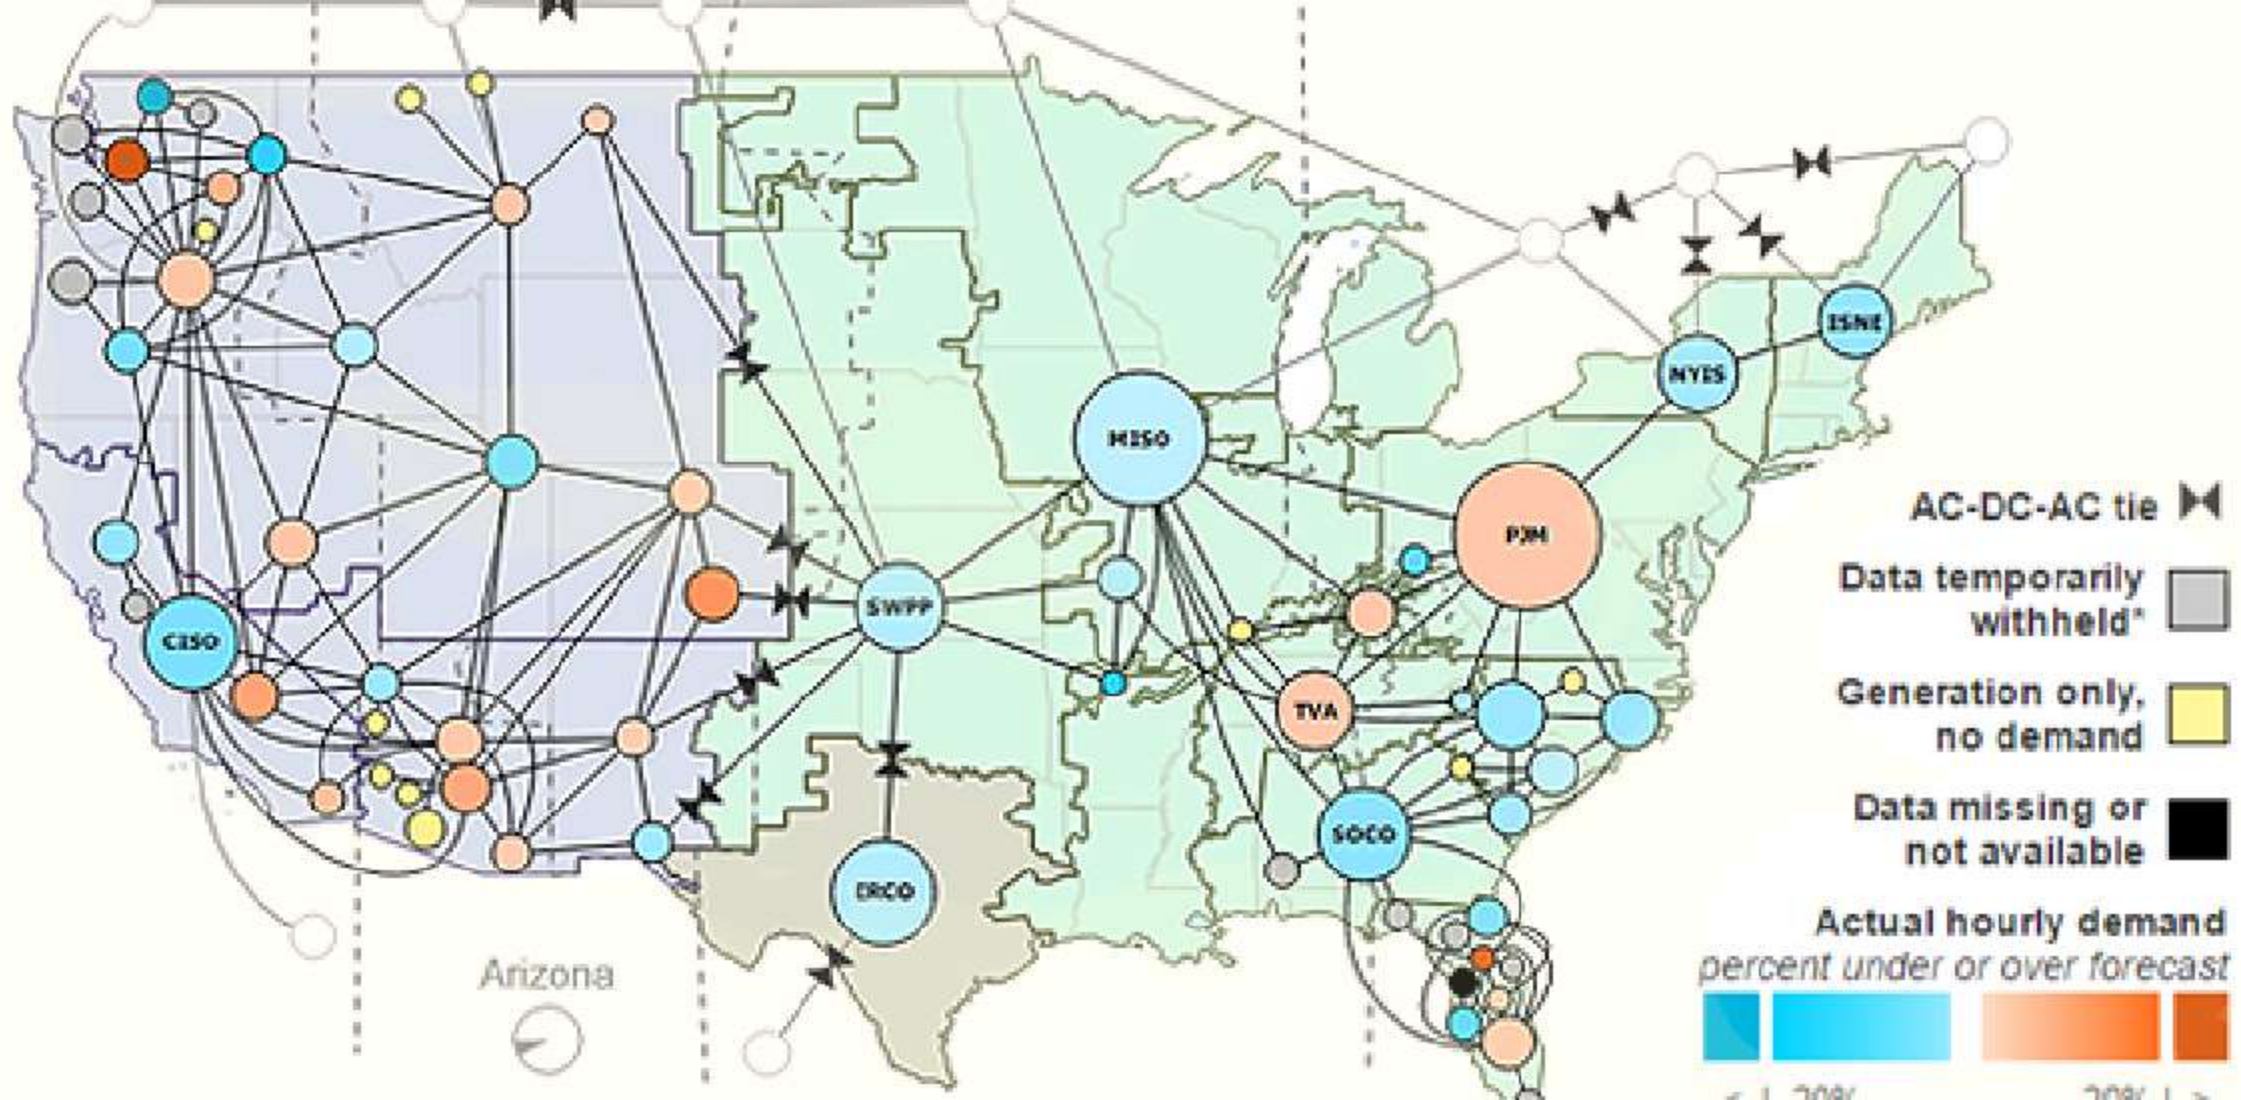 ISNE
NYIS
MISO
PJM
SWPP
CISO
TVA
SOCO
ERCO
Arizona
AC-DC-AC tie
Data temporarily
withheld*
Generation only,
no demand
Data missing or
not available
Actual hourly demand
percent under or over forecast